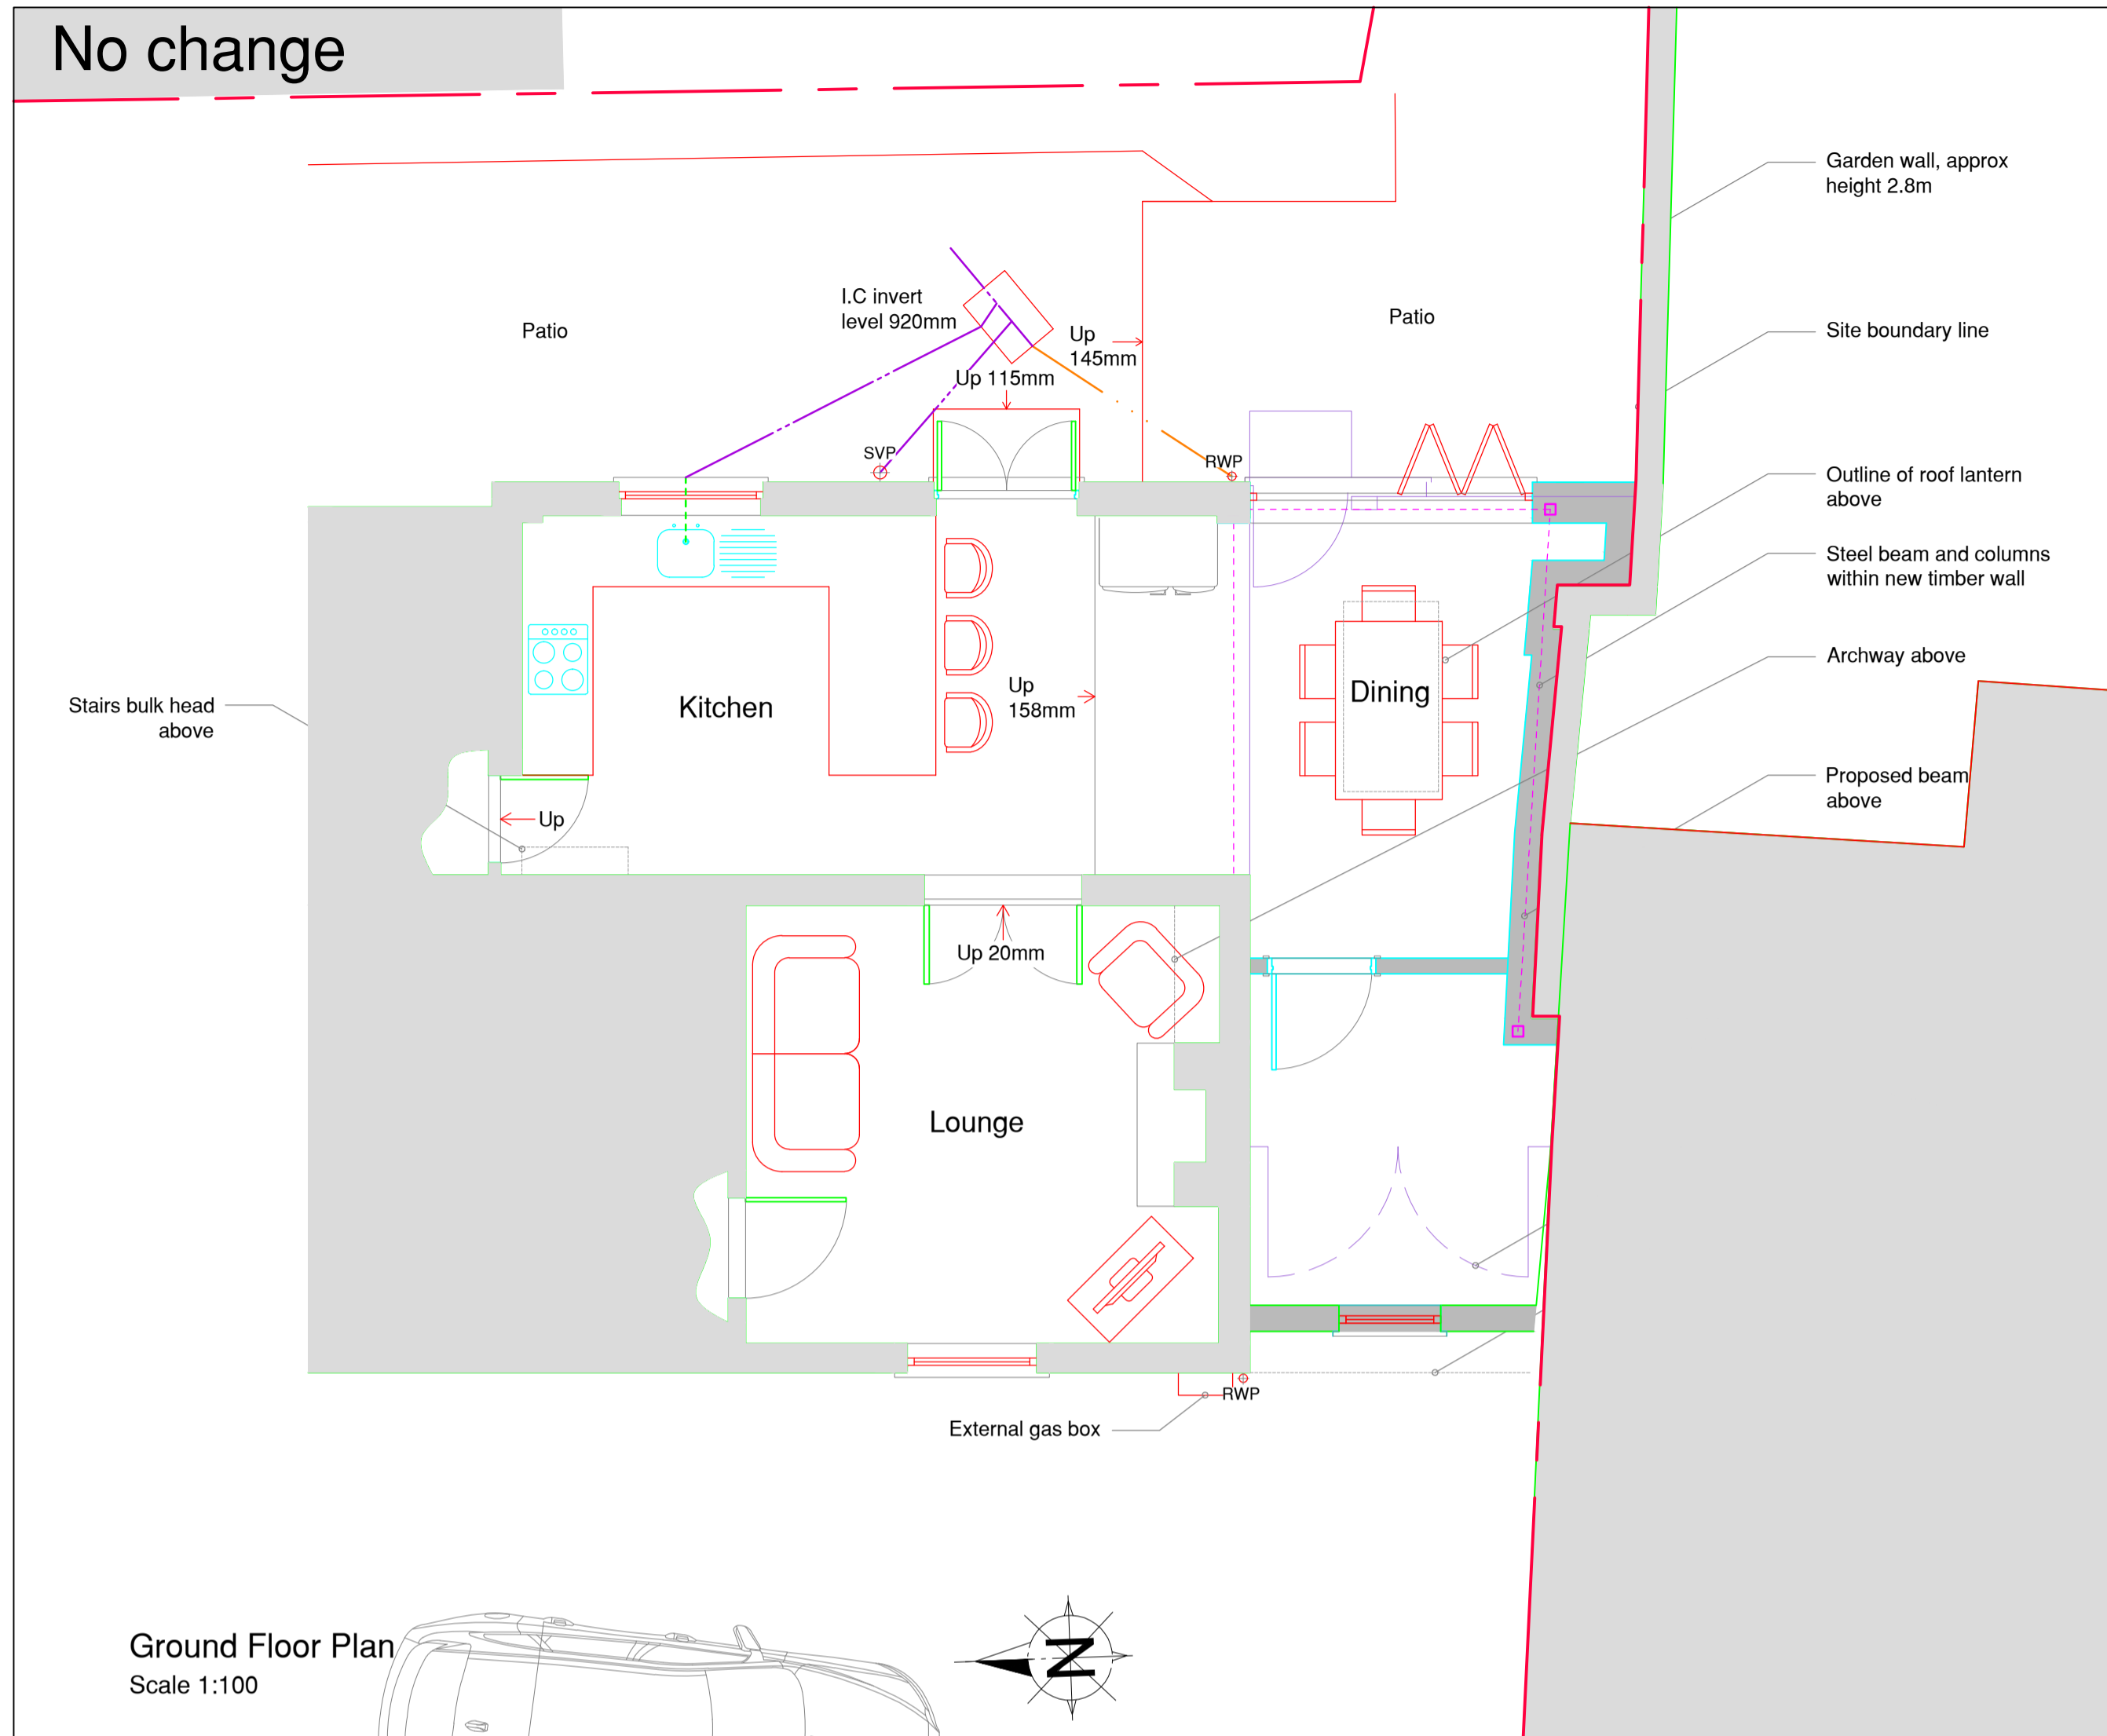 No change
Garden wall, approx
height 2.8m
I.C invert
level 920mm
Patio
Patio
Up
145mm
Site boundary line
Up 115mm
SVP
RWP
Outline of roof lantern
above
Steel beam and columns
within new timber wall
Archway above
Stairs bulk head
above
Kitchen
Up
158mm
Dining
Proposed beam
above
Up
Up 20mm
Lounge
RWP
External gas box
Ground Floor Plan
Scale 1:100
N